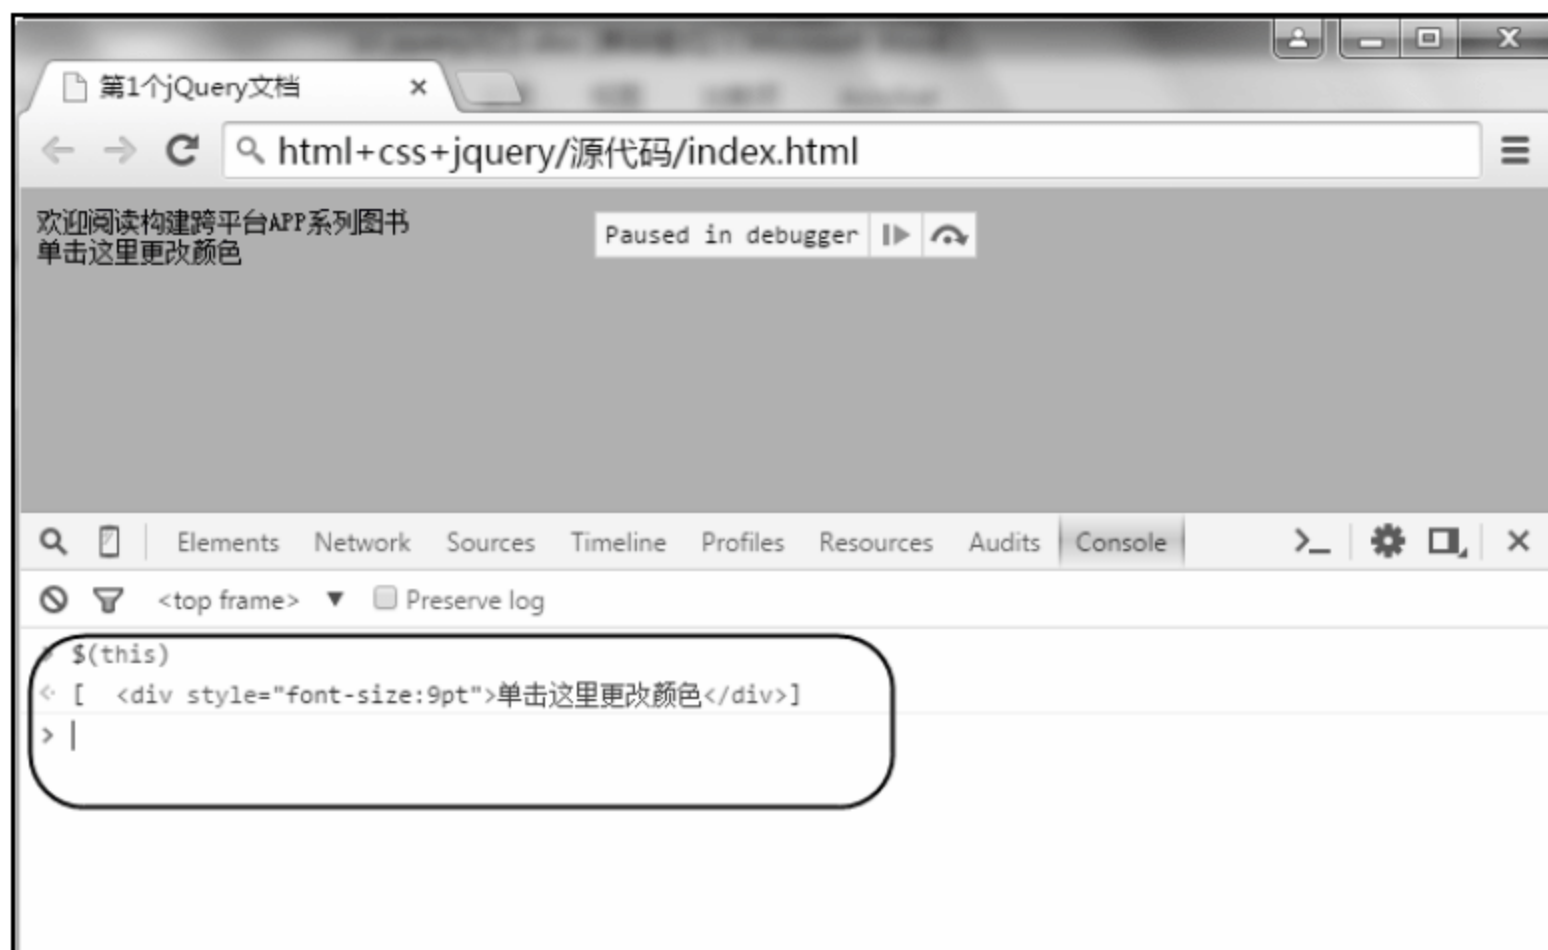 第1个jQuery文档
html+css+jquery/源代码/index.html
欢迎阅读构建跨平台APP系列图书
单击这里更改颜色
Paused in debugger
Elements Network Sources Timeline Profiles Resources Audits Console
<top frame> ▼ Preserve log
$(this)
[ <div style="font-size:9pt">单击这里更改颜色</div>]
>